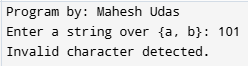 Program by: Mahesh Udas
Enter a string over {a, b}: 101
Invalid character detected.